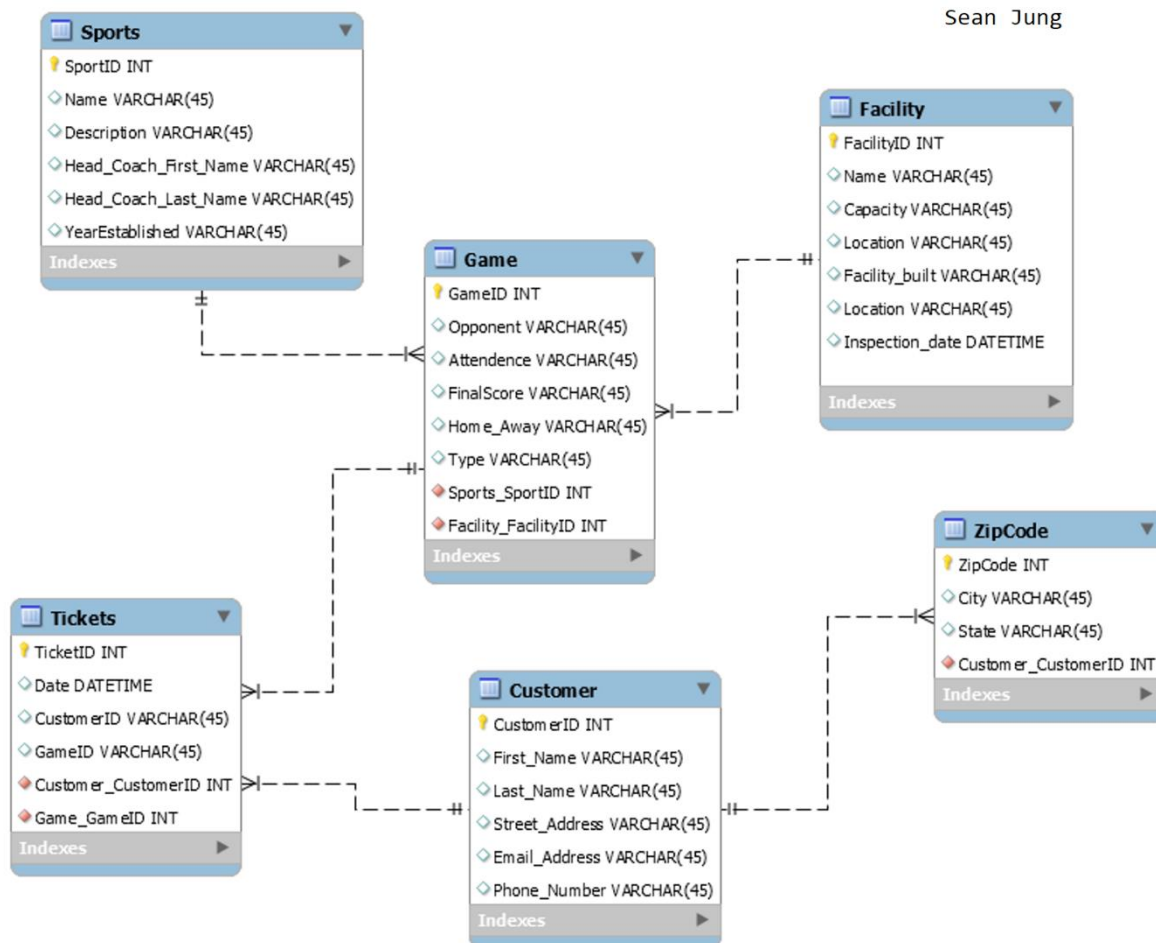 Sean Jung
Sports
SportID INT
Name VARCHAR(45)
Description VARCHAR(45)
Head_Coach_First_Name VARCHAR(45)
Head_Coach_Last_Name VARCHAR(45)
YearEstablished VARCHAR(45)
Indexes
Facility
FacilityID INT
Name VARCHAR(45)
Capacity VARCHAR(45)
Location VARCHAR(45)
Facility_built VARCHAR(45)
Location VARCHAR(45)
Inspection_date DATETIME
Indexes
Game
GameID INT
Opponent VARCHAR(45)
Attendence VARCHAR(45)
FinalScore VARCHAR(45)
Home_Away VARCHAR(45)
Type VARCHAR(45)
Sports_SportID INT
Facility_FacilityID INT
Indexes
ZipCode
ZipCode INT
City VARCHAR(45)
State VARCHAR(45)
Customer_CustomerID INT
Indexes
Tickets
TicketID INT
Date DATETIME
CustomerID VARCHAR(45)
GameID VARCHAR(45)
Customer_CustomerID INT
Game_GameID INT
Indexes
Customer
CustomerID INT
First_Name VARCHAR(45)
Last_Name VARCHAR(45)
Street_Address VARCHAR(45)
Email_Address VARCHAR(45)
Phone_Number VARCHAR(45)
Indexes